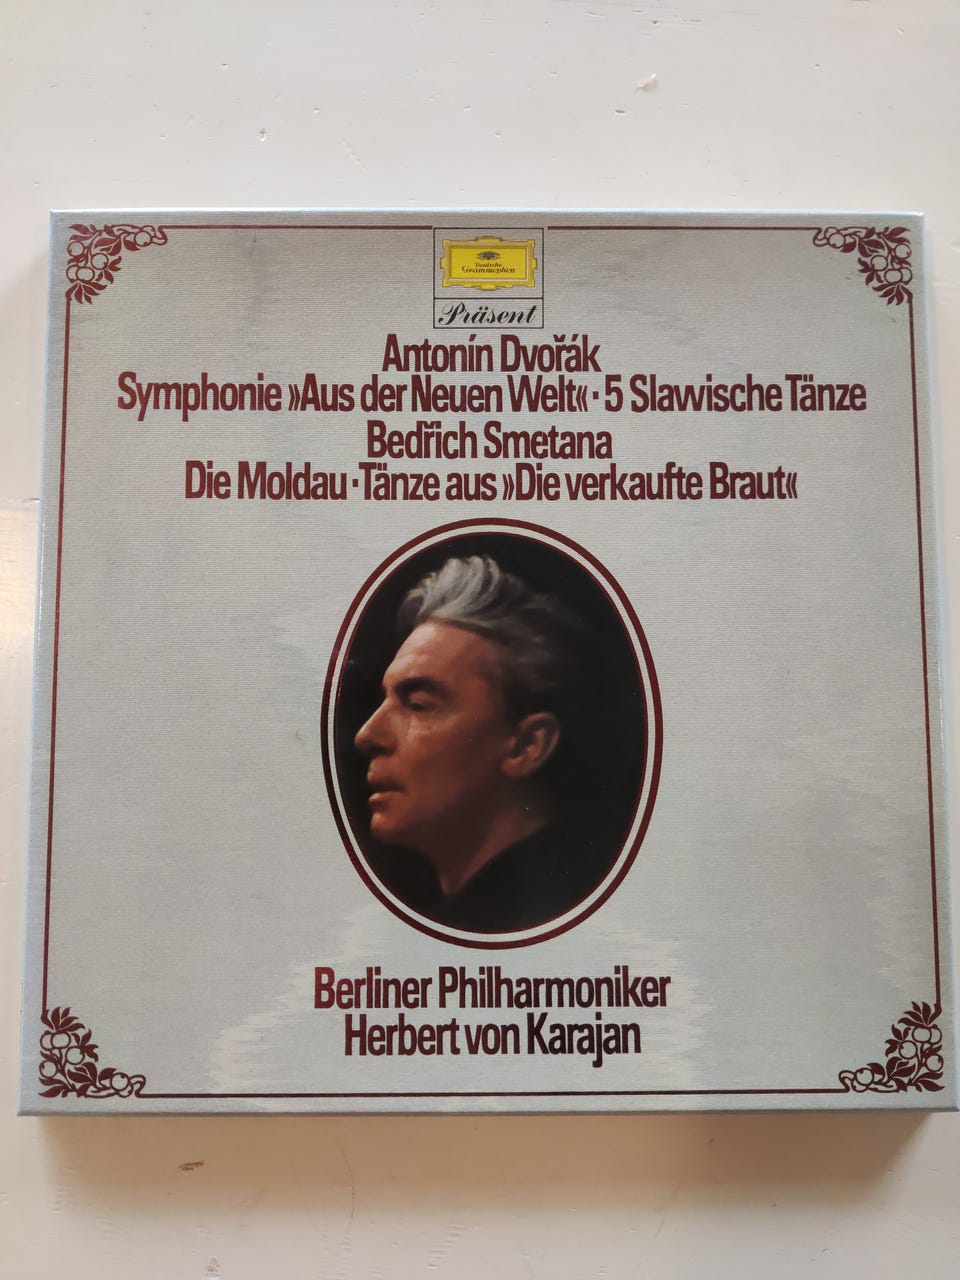 Deutsche
Grammophon
Präsent
Antonín Dvořák
Symphonie »Aus der Neuen Welt« · 5 Slawische Tänze
Bedřich Smetana
Die Moldau · Tänze aus »Die verkaufte Braut«
Berliner Philharmoniker
Herbert von Karajan